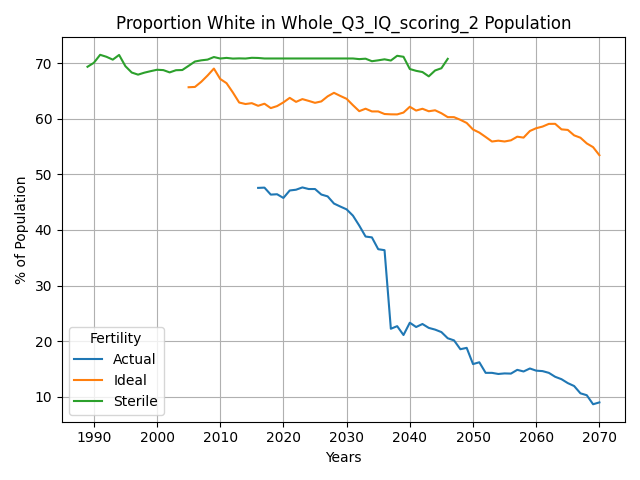 Proportion White in Whole_Q3_IQ_scoring_2 Population
% of Population
70
60
50
40
30
20
10
Fertility
Actual
Ideal
Sterile
1990 2000 2010 2020 2030 2040 2050 2060 2070
Years